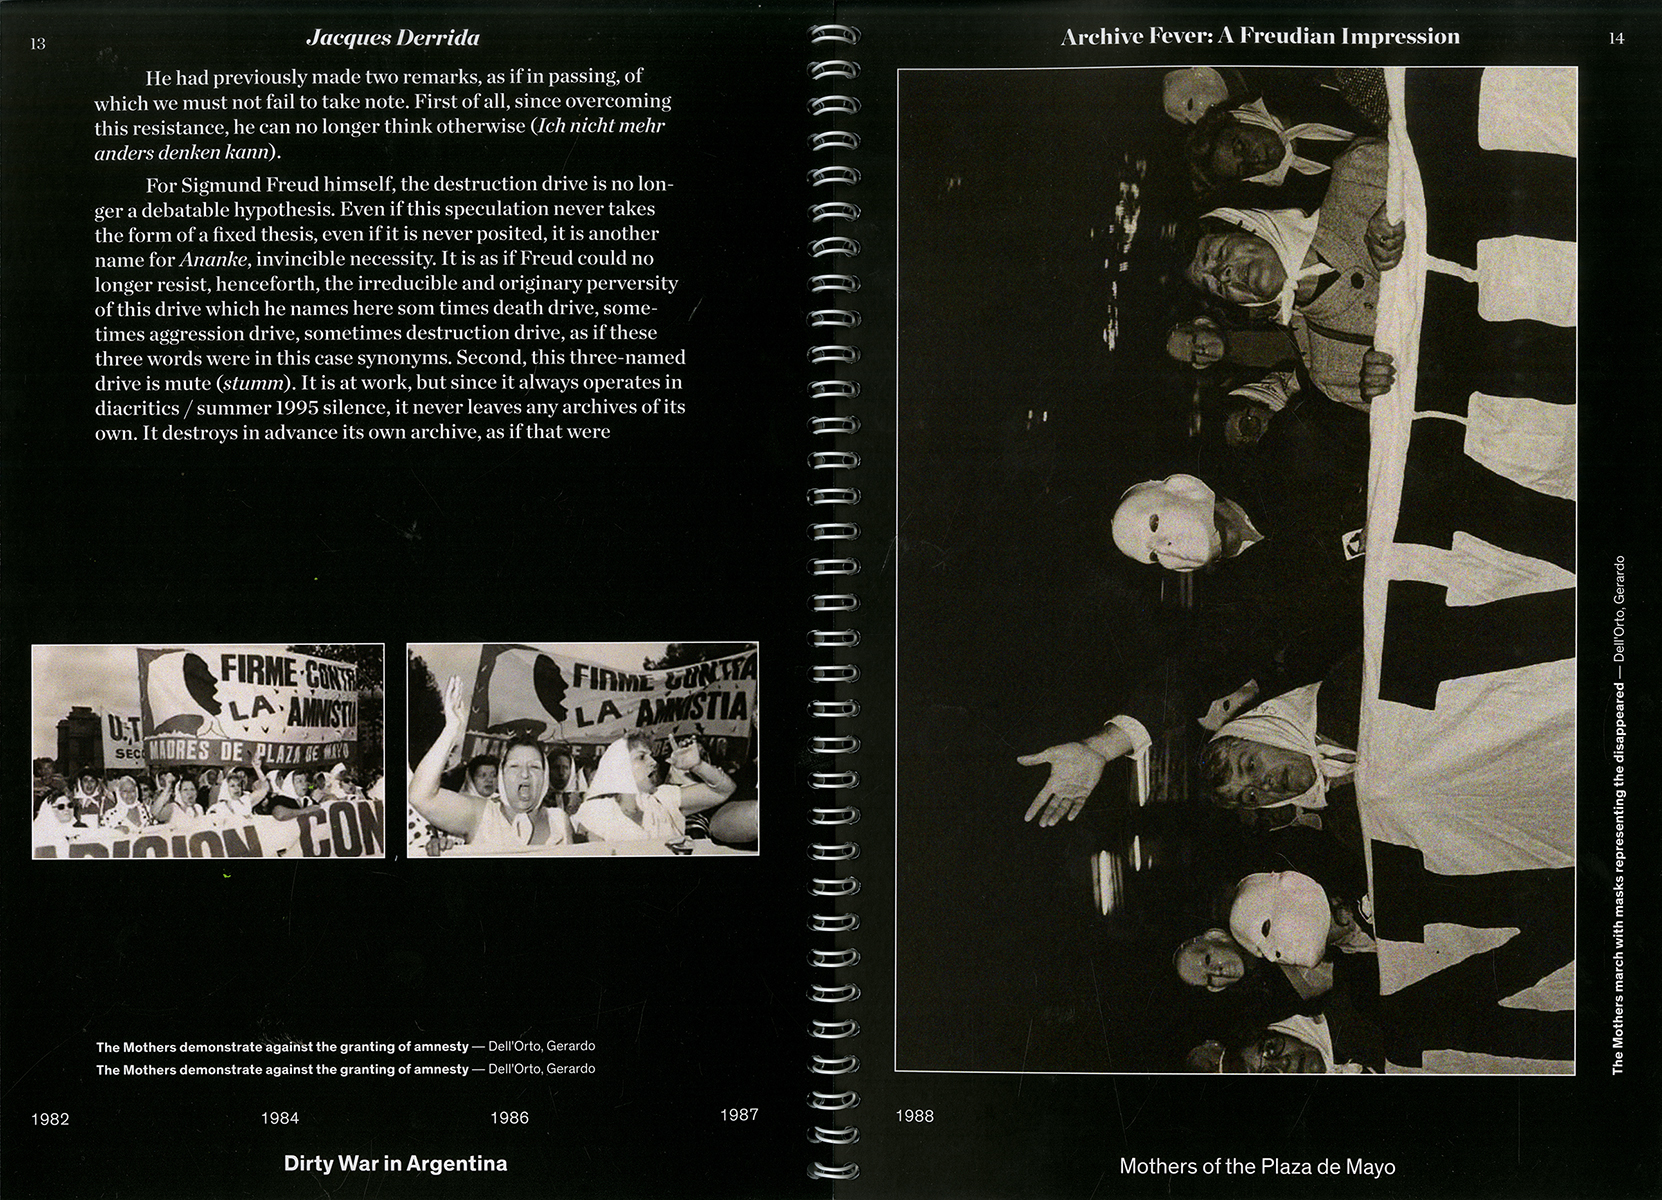 13
Jacques Derrida
He had previously made two remarks, as if in passing, of
which we must not fail to take note. First of all, since overcoming
this resistance, he can no longer think otherwise (Ich nicht mehr
anders denken kann).
For Sigmund Freud himself, the destruction drive is no lon-
ger a debatable hypothesis. Even if this speculation never takes
the form of a fixed thesis, even if it is never posited, it is another
name for Ananke, invincible necessity. It is as if Freud could no
longer resist, henceforth, the irreducible and originary perversity
of this drive which he names here som times death drive, some-
times aggression drive, sometimes destruction drive, as if these
three words were in this case synonyms. Second, this three-named
drive is mute (stumm). It is at work, but since it always operates in
diacritics / summer 1995 silence, it never leaves any archives of its
own. It destroys in advance its own archive, as if that were
FIRME CONTRA
LA AMNISTIA
U.T
SECC
MADRES DE PLAZA DE MAYO
ARICION CON
FIRME CONTRA
LA AMNISTIA
The Mothers demonstrate against the granting of amnesty — Dell'Orto, Gerardo
The Mothers demonstrate against the granting of amnesty — Dell'Orto, Gerardo
1982 1984 1986 1987
Dirty War in Argentina
Archive Fever: A Freudian Impression
14
The Mothers march with masks representing the disappeared — Dell'Orto, Gerardo
1988
Mothers of the Plaza de Mayo